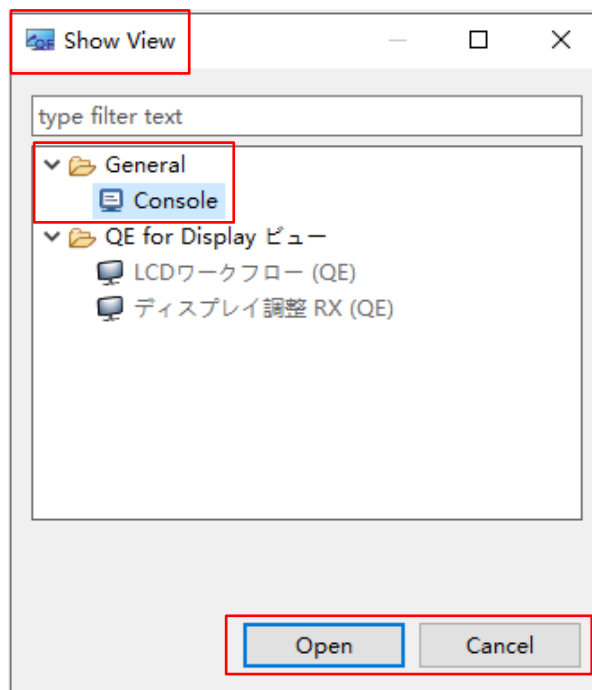 QE Show View
type filter text
General
Console
QE for Display ビュー
LCDワークフロー (QE)
ディスプレイ調整 RX (QE)
Open Cancel